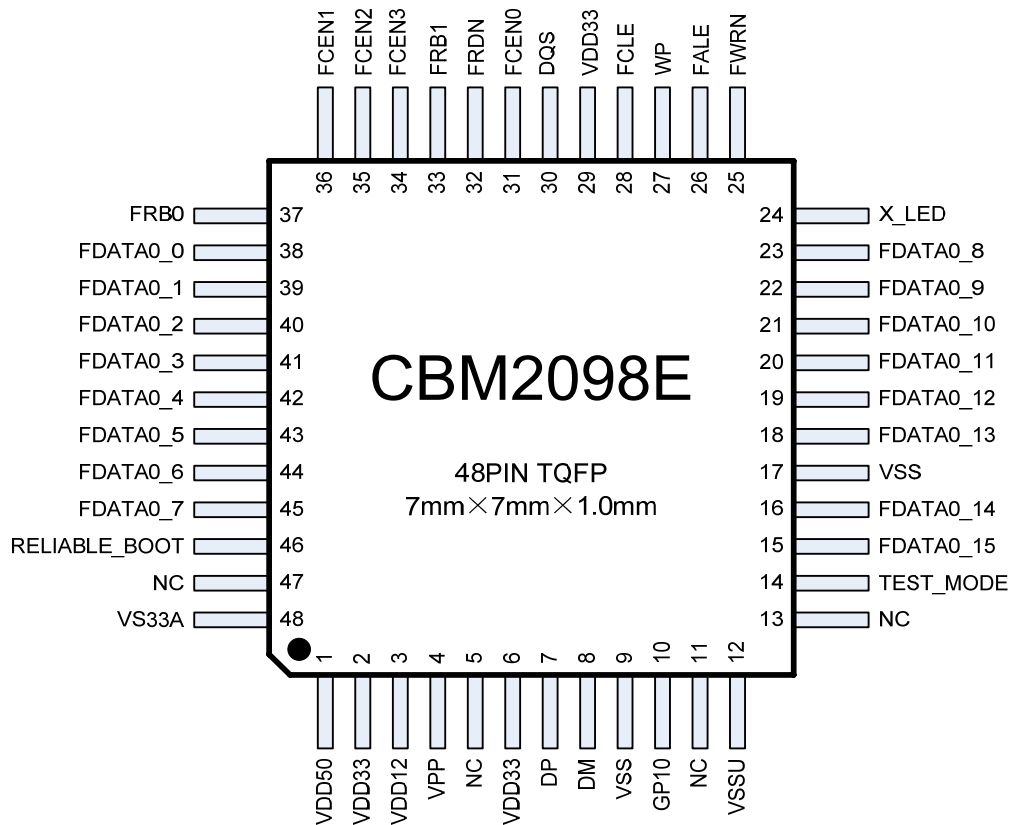 FCEN1
FCEN2
FCEN3
FRB1
FRDN
FCEN0
DQS
VDD33
FCLE
WP
FALE
FWRN
36
35
34
33
32
31
30
29
28
27
26
25
FRB0 37
FDATA0_0 38
FDATA0_1 39
FDATA0_2 40
FDATA0_3 41
FDATA0_4 42
FDATA0_5 43
FDATA0_6 44
FDATA0_7 45
RELIABLE_BOOT 46
NC 47
VS33A 48
CBM2098E
48PIN TQFP
7mm×7mm×1.0mm
24 X_LED
23 FDATA0_8
22 FDATA0_9
21 FDATA0_10
20 FDATA0_11
19 FDATA0_12
18 FDATA0_13
17 VSS
16 FDATA0_14
15 FDATA0_15
14 TEST_MODE
13 NC
1
2
3
4
5
6
7
8
9
10
11
12
VDD50
VDD33
VDD12
VPP
NC
VDD33
DP
DM
VSS
GP10
NC
VSSU